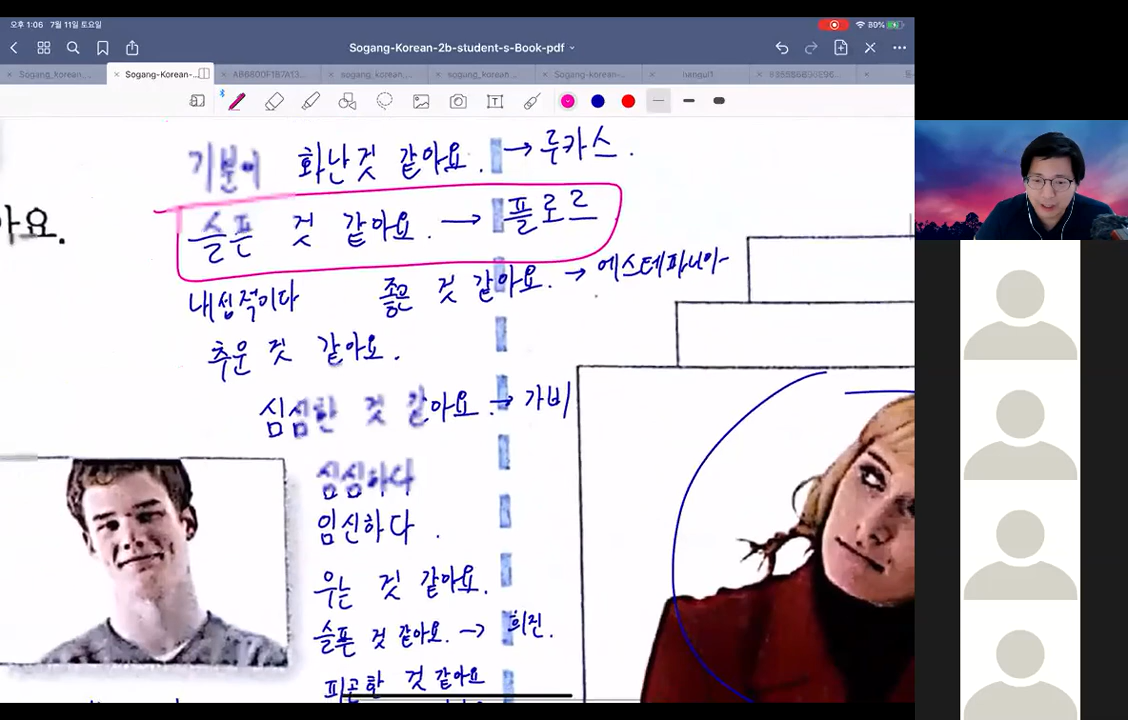 오후 1:06 7월 11일 토요일
89%
Sogang-Korean-2b-student-s-Book-pdf
Sogang_korean... Sogang-Korean-... AB6600F187A13... sogang_korean... sogung_korean... Sogang-Korean-... hangul1
기분이 화난것 같아요. → 루카스.
슬픈 것 같아요. → 플로르
아요.
내성적이다 좋은 것 같아요. → 에스테파니아
추운 것 같아요.
심심한 것 같아요. → 가비
심심하다
임신하다.
우는 것 같아요.
슬픈 것 같아요. → 희진.
피곤한 것 같아요